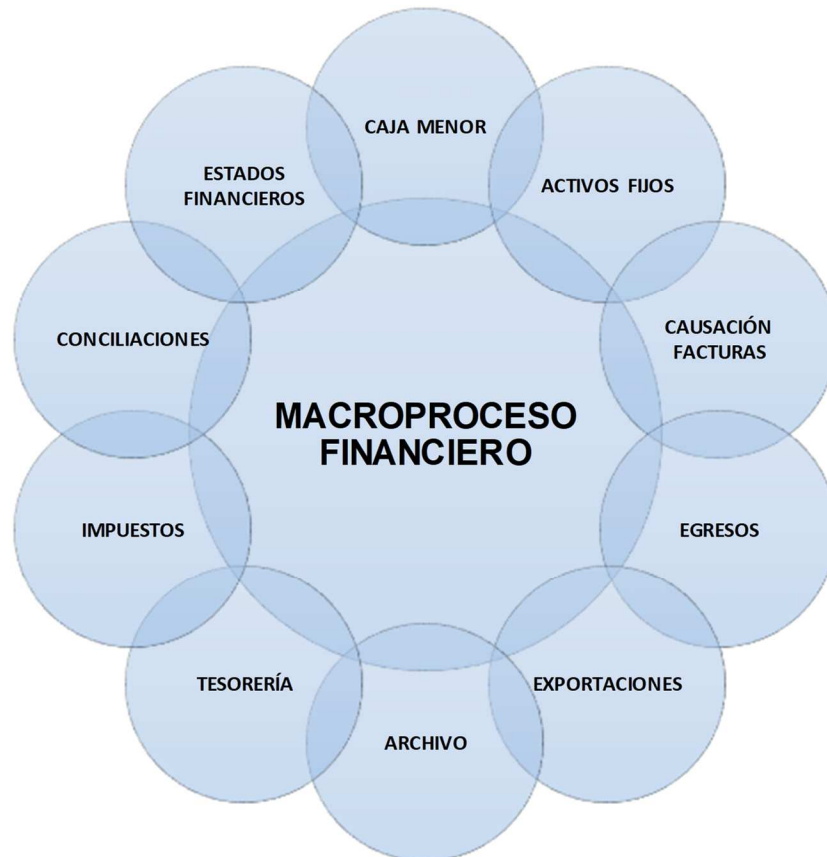 CAJA MENOR
ESTADOS
FINANCIEROS
ACTIVOS FIJOS
CONCILIACIONES
CAUSACIÓN
FACTURAS
MACROPROCESO
FINANCIERO
IMPUESTOS
EGRESOS
TESORERÍA
EXPORTACIONES
ARCHIVO